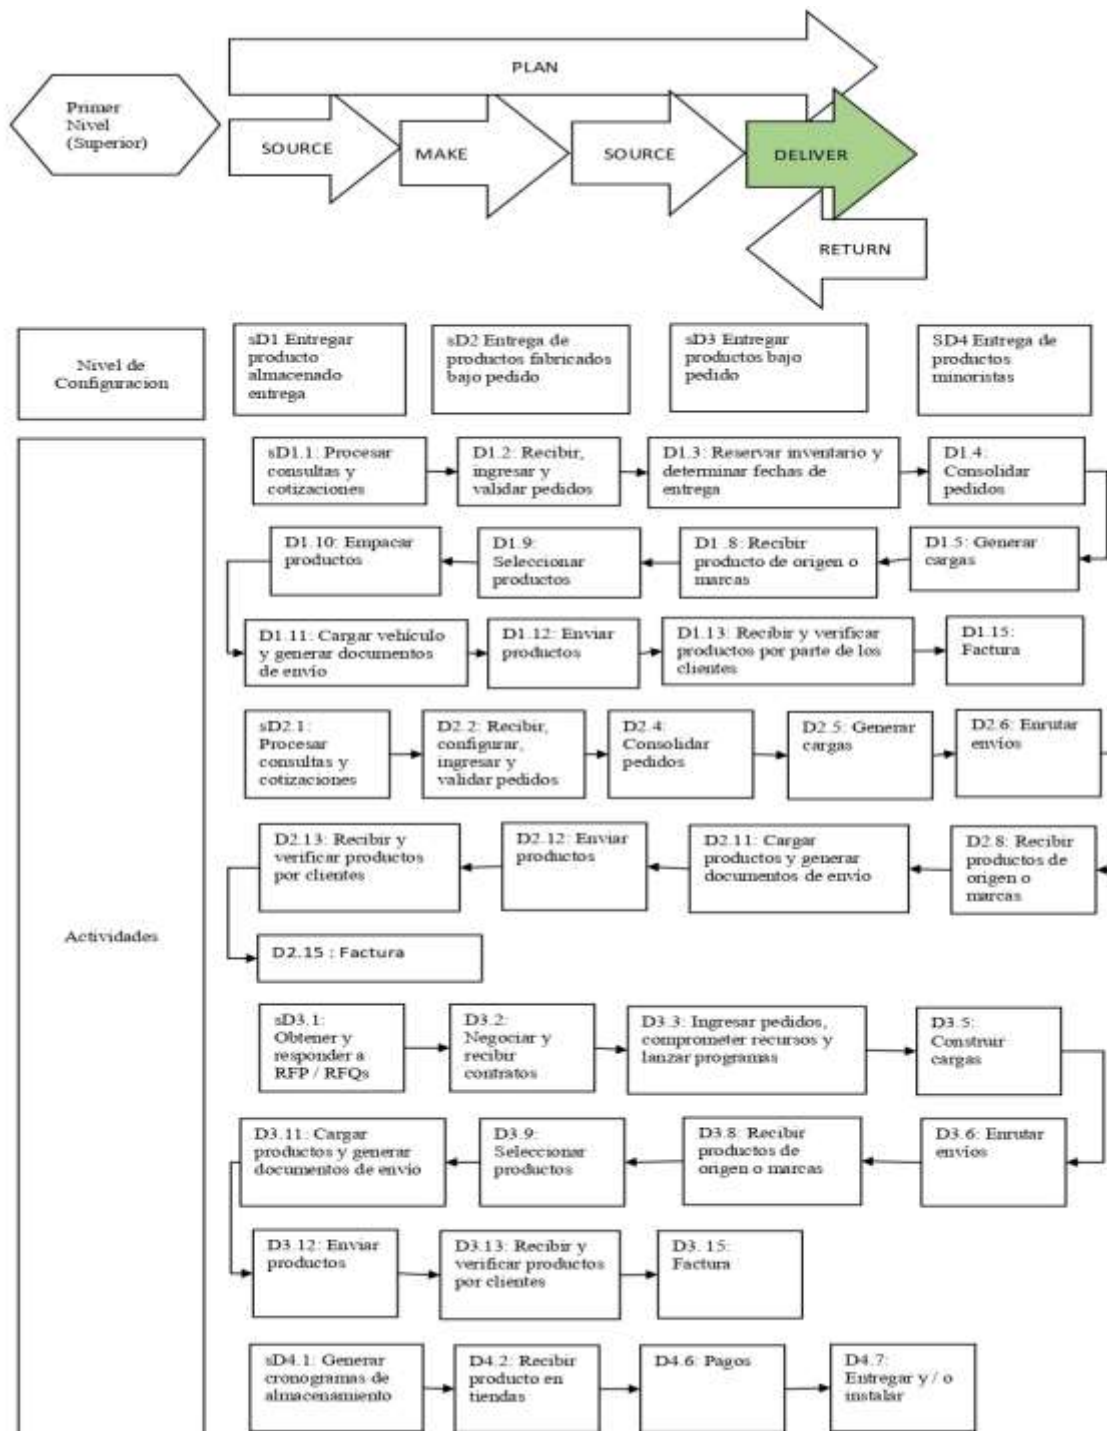 PLAN
Primer
Nivel
(Superior)
SOURCE
MAKE
SOURCE
DELIVER
RETURN
Nivel de
Configuracion
sD1 Entregar
producto
almacenado
entrega
sD2 Entrega de
productos fabricados
bajo pedido
sD3 Entregar
productos bajo
pedido
SD4 Entrega de
productos
minoristas
Actividades
sD1.1: Procesar
consultas y
cotizaciones
D1.2: Recibir,
ingresar y
validar pedidos
D1.3: Reservar inventario y
determinar fechas de
entrega
D1.4:
Consolidar
pedidos
D1.10: Empacar
productos
D1.9:
Seleccionar
productos
D1.8: Recibir
producto de origen o
marcas
D1.5: Generar
cargas
D1.11: Cargar vehículo
y generar documentos
de envío
D1.12: Enviar
productos
D1.13: Recibir y verificar
productos por parte de los
clientes
D1.15:
Factura
sD2.1:
Procesar
consultas y
cotizaciones
D2.2: Recibir,
configurar,
ingresar y
validar pedidos
D2.4:
Consolidar
pedidos
D2.5: Generar
cargas
D2.6: Enrutar
envíos
D2.13: Recibir y
verificar productos
por clientes
D2.12: Enviar
productos
D2.11: Cargar
productos y generar
documentos de envío
D2.8: Recibir
productos de
origen o
marcas
D2.15 : Factura
sD3.1:
Obtener y
responder a
RFP / RFQs
D3.2:
Negociar y
recibir
contratos
D3.3: Ingresar pedidos,
comprometer recursos y
lanzar programas
D3.5:
Construir
cargas
D3.11: Cargar
productos y generar
documentos de envío
D3.9:
Seleccionar
productos
D3.8: Recibir
productos de
origen o marcas
D3.6: Enrutar
envíos
D3.12: Enviar
productos
D3.13: Recibir y
verificar productos
por clientes
D3. 15:
Factura
sD4.1: Generar
cronogramas de
almacenamiento
D4.2: Recibir
producto en
tiendas
D4.6: Pagos
D4.7:
Entregar y / o
instalar